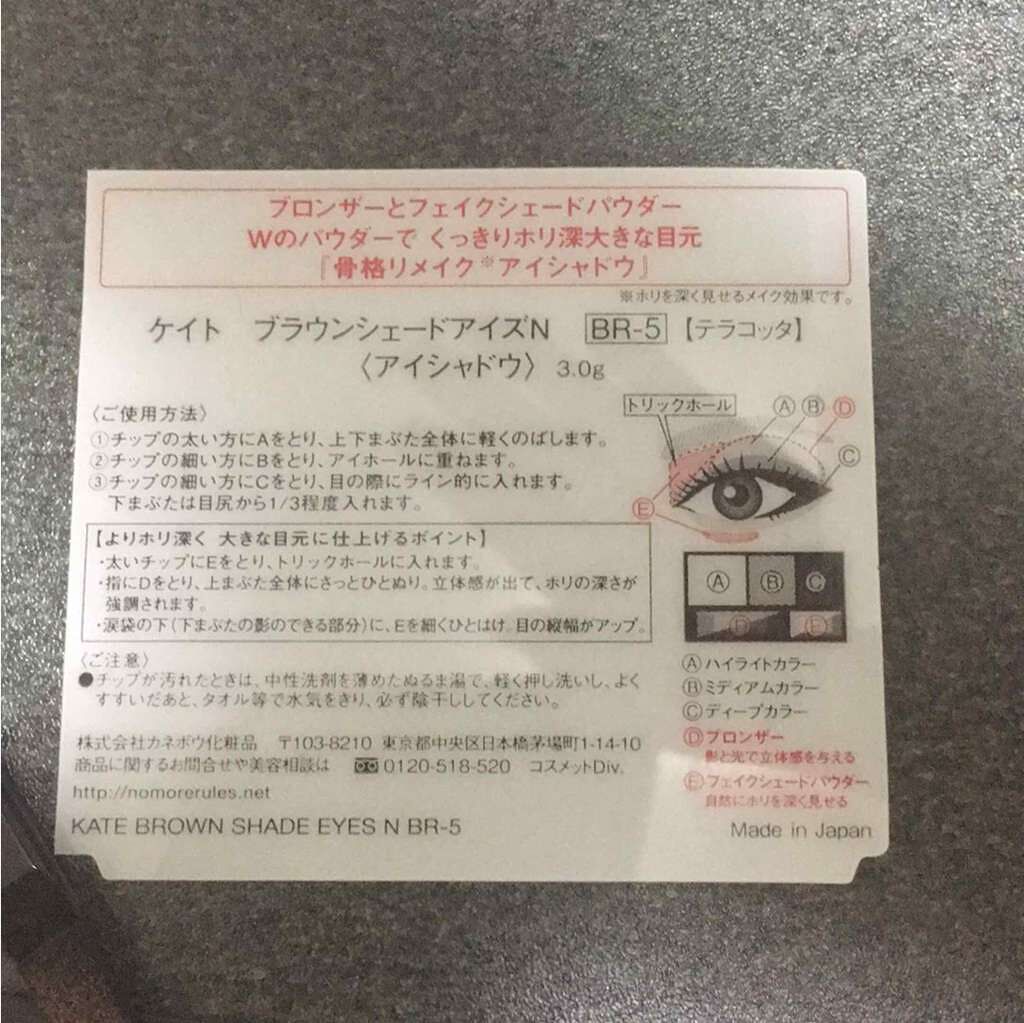 ブロンザーとフェイクシェードパウダー
Wのパウダーで くっきりホリ深大きな目元
『骨格リメイク※アイシャドウ』
※ホリを深く見せるメイク効果です。
ケイト ブラウンシェードアイズN BR-5 【テラコッタ】
〈アイシャドウ〉 3.0g
〈ご使用方法〉
①チップの太い方にAをとり、上下まぶた全体に軽くのばします。
②チップの細い方にBをとり、アイホールに重ねます。
③チップの細い方にCをとり、目の際にライン的に入れます。
下まぶたは目尻から1/3程度入れます。
トリックホール
Ⓐ Ⓑ Ⓓ
Ⓒ
Ⓔ
【よりホリ深く 大きな目元に仕上げるポイント】
・太いチップにEをとり、トリックホールに入れます。
・指にDをとり、上まぶた全体にさっとひとぬり。立体感が出て、ホリの深さが
強調されます。
・涙袋の下(下まぶたの影のできる部分)に、Eを細くひとはけ。目の縦幅がアップ。
Ⓐ Ⓑ Ⓒ
Ⓓ Ⓔ
Ⓐハイライトカラー
Ⓑミディアムカラー
Ⓒディープカラー
Ⓓブロンザー
影と光で立体感を与える
Ⓔフェイクシェードパウダー
自然にホリを深く見せる
〈ご注意〉
●チップが汚れたときは、中性洗剤を薄めたぬるま湯で、軽く押し洗いし、よく
すすいだあと、タオル等で水気をきり、必ず陰干ししてください。
株式会社カネボウ化粧品 〒103-8210 東京都中央区日本橋茅場町1-14-10
商品に関するお問合せや美容相談は 0120-518-520 コスメットDiv.
http://nomorerules.net
KATE BROWN SHADE EYES N BR-5
Made in Japan